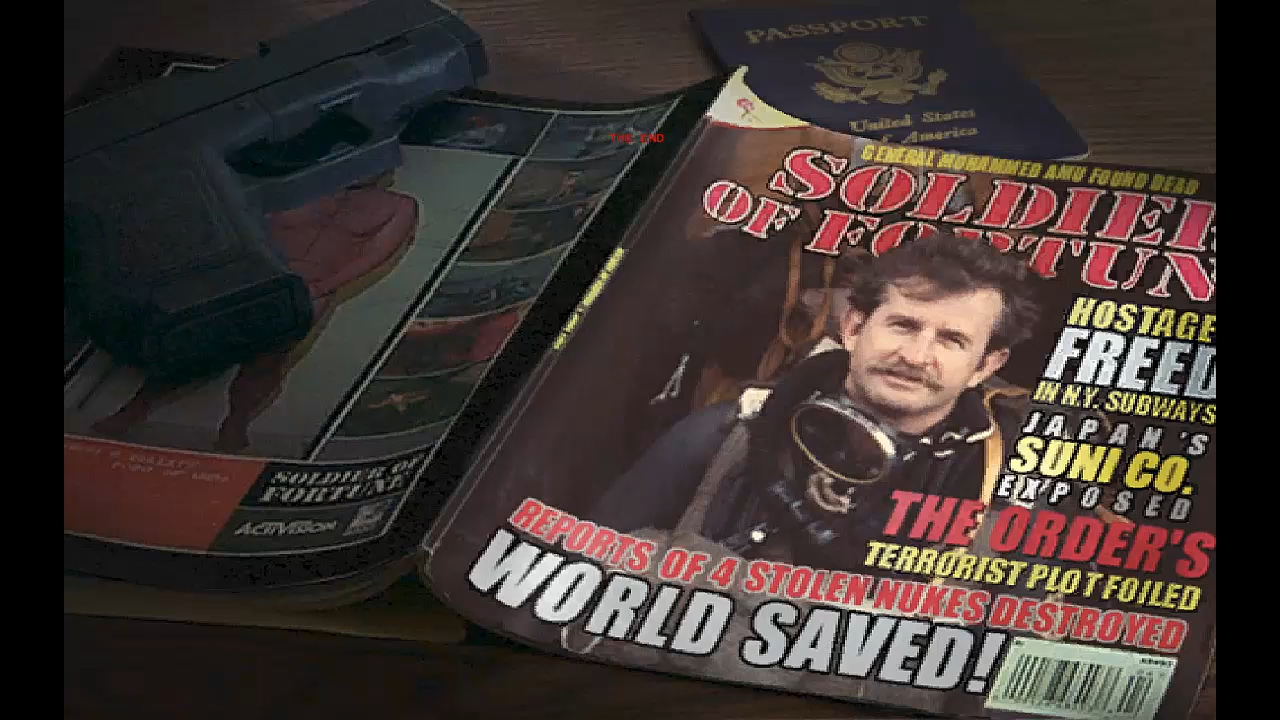 PASSPORT
United States
of America
THE END
GENERAL MUHAMMED AMU FOUND DEAD
SOLDIER
OF FORTUN
HOSTAGE
FREED
IN N.Y. SUBWAYS
JAPAN'S
SUNI CO.
EXPOSED
THE ORDER'S
TERRORIST PLOT FOILED
REPORTS OF 4 STOLEN NUKES DESTROYED
WORLD SAVED!
SOLDIER OF
FORTUNE
ACTIVISION